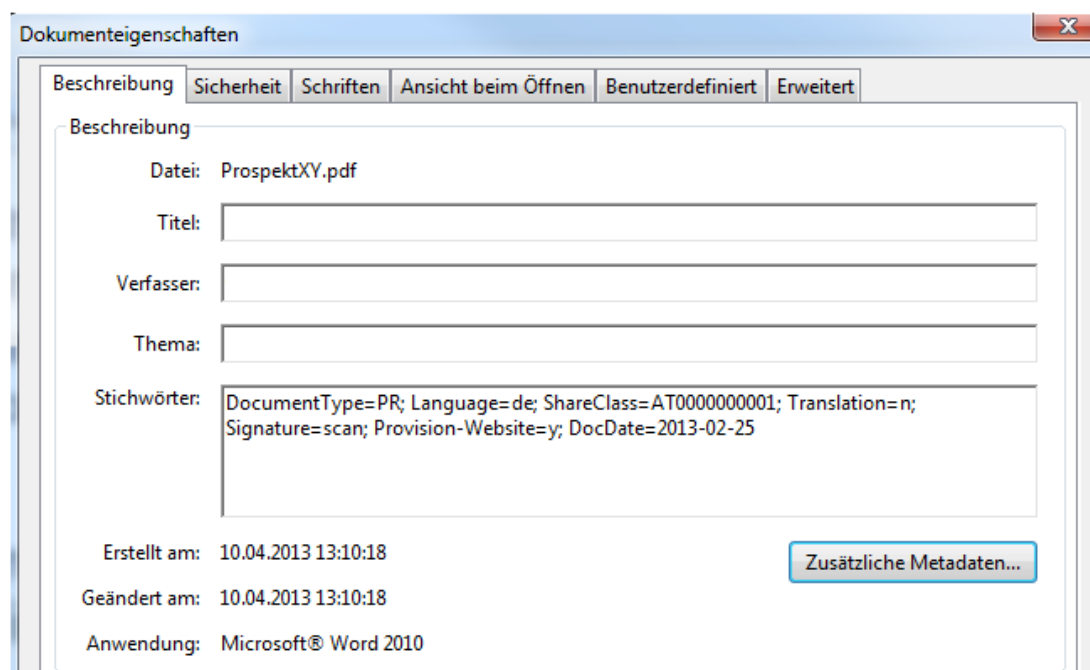 Dokumenteigenschaften
Beschreibung Sicherheit Schriften Ansicht beim Öffnen Benutzerdefiniert Erweitert
Beschreibung
Datei: ProspektXY.pdf
Titel:
Verfasser:
Thema:
Stichwörter: DocumentType=PR; Language=de; ShareClass=AT0000000001; Translation=n;
Signature=scan; Provision-Website=y; DocDate=2013-02-25
Erstellt am: 10.04.2013 13:10:18
Zusätzliche Metadaten...
Geändert am: 10.04.2013 13:10:18
Anwendung: Microsoft® Word 2010